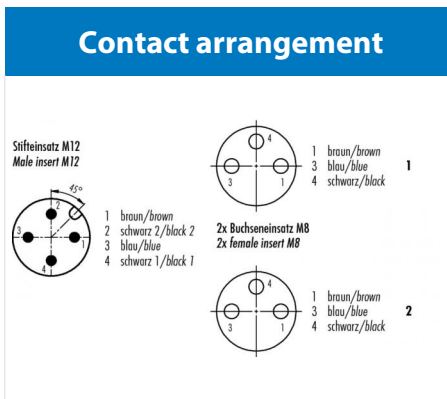 Contact arrangement
Stifteinsatz M12
Male insert M12
45°
2
3
1
4
1 braun/brown
2 schwarz 2/black 2
3 blau/blue
4 schwarz 1/black 1
4
3
1
1 braun/brown
3 blau/blue
4 schwarz/black
1
2x Buchseneinsatz M8
2x female insert M8
4
3
1
1 braun/brown
3 blau/blue
4 schwarz/black
2